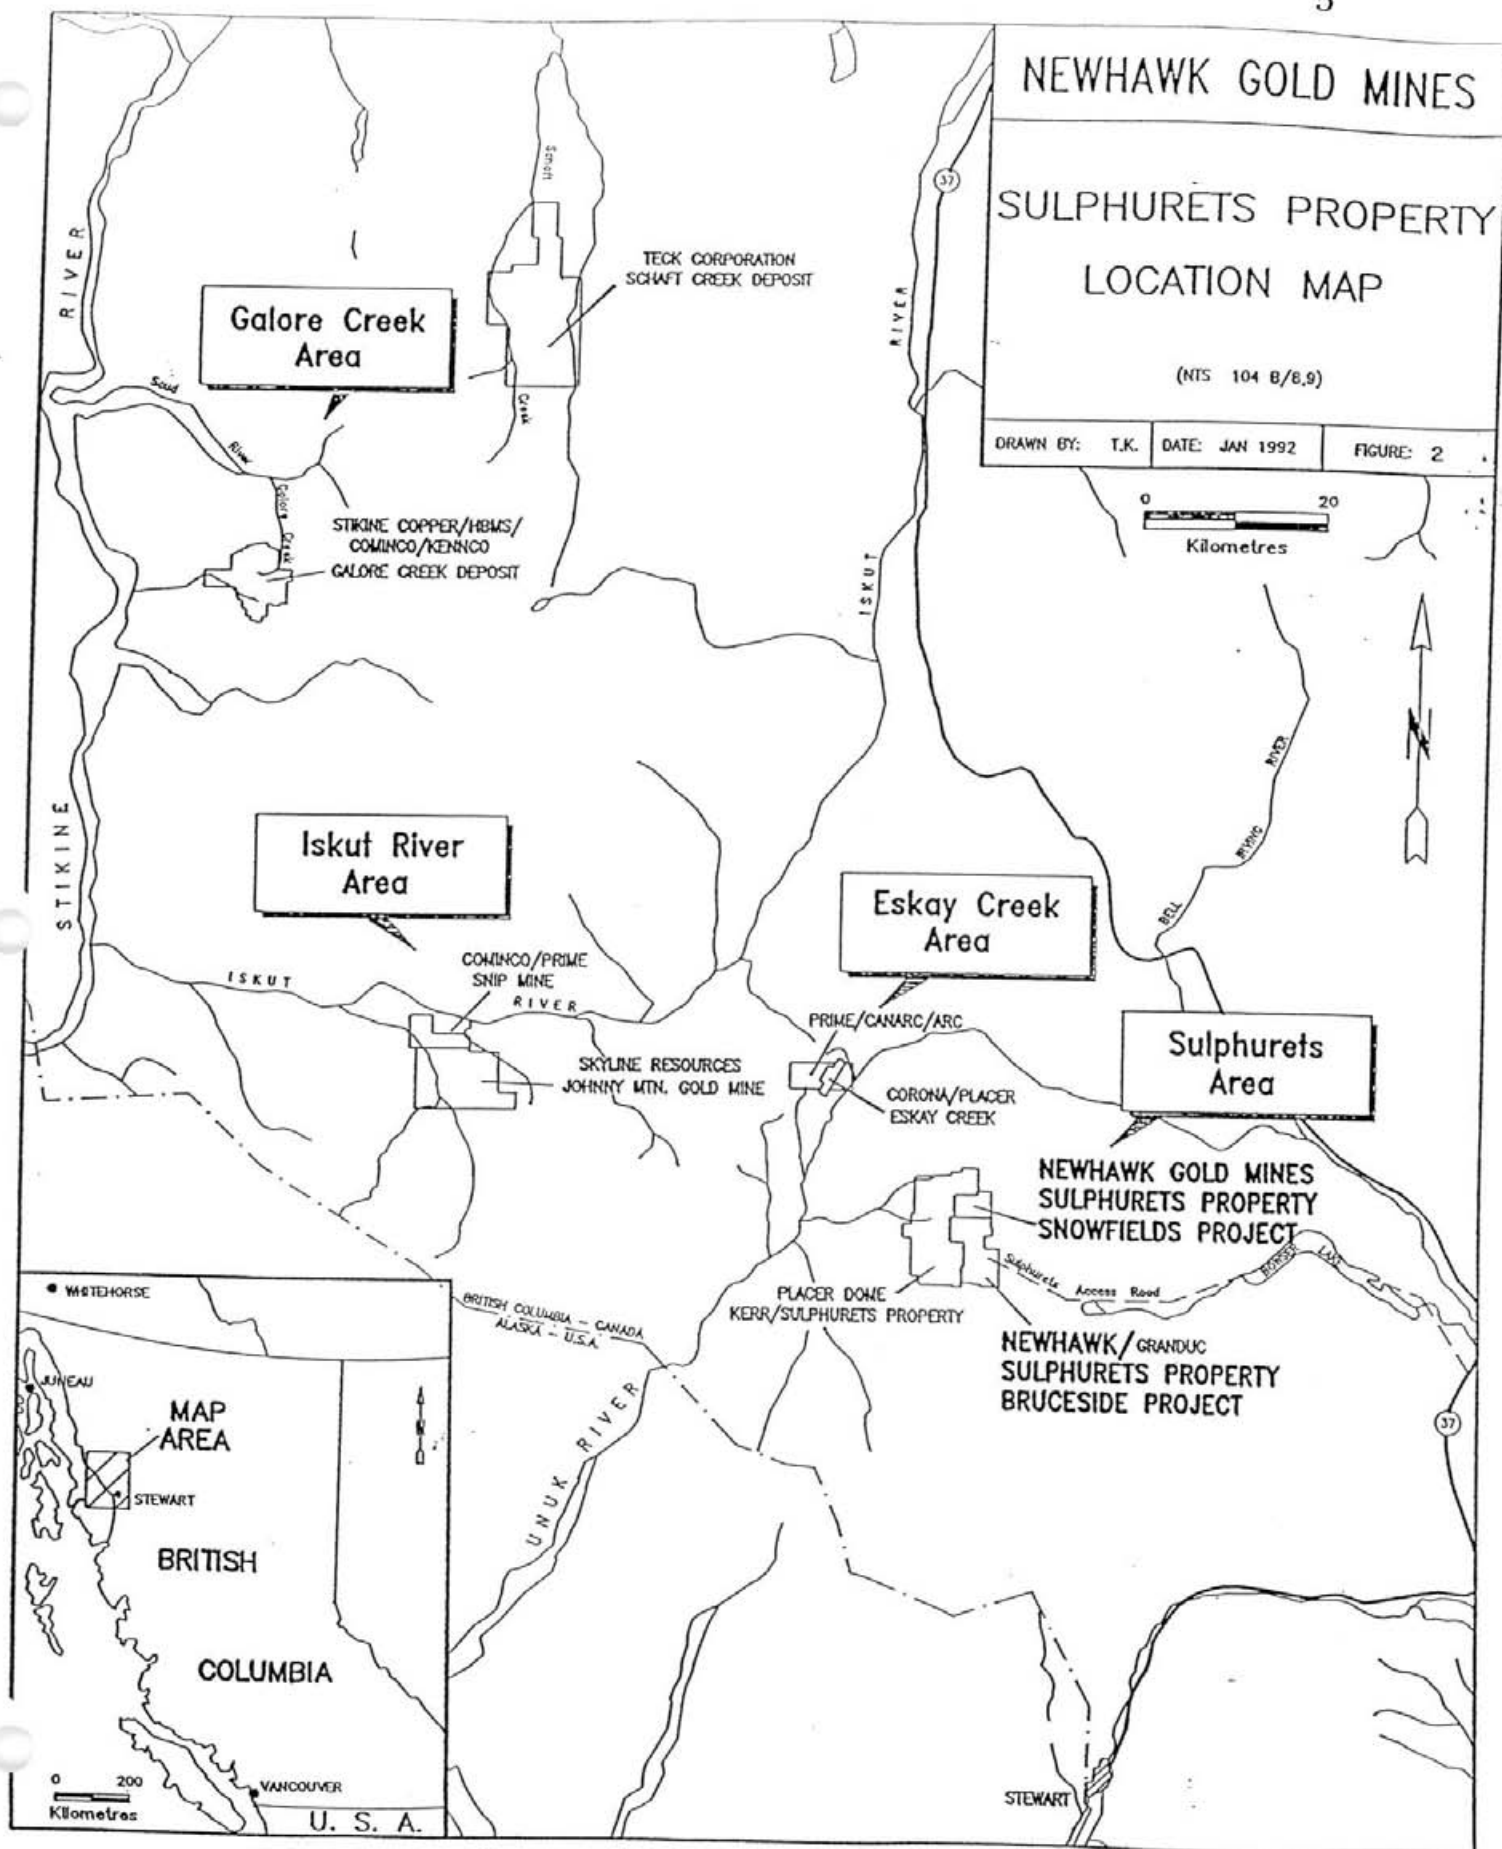 5
NEWHAWK GOLD MINES
SULPHURETS PROPERTY
LOCATION MAP
(NTS 104 B/8,9)
DRAWN BY: T.K.
DATE: JAN 1992
FIGURE: 2
0 20
Kilometres
N
37
RIVER
STIKINE
Scud
River
Galore
Creek
Galore Creek
Area
STIKINE COPPER/HBMS/
COMINCO/KENNCO
GALORE CREEK DEPOSIT
Creek
TECK CORPORATION
SCHAFT CREEK DEPOSIT
RIVER
ISKUT
RIVER
IRVING
BELL
Iskut River
Area
ISKUT
RIVER
COMINCO/PRIME
SNIP MINE
SKYLINE RESOURCES
JOHNNY MTN. GOLD MINE
Eskay Creek
Area
PRIME/CANARC/ARC
CORONA/PLACER
ESKAY CREEK
Sulphurets
Area
NEWHAWK GOLD MINES
SULPHURETS PROPERTY
SNOWFIELDS PROJECT
BOWSER LAKE
Sulphurets Access Road
PLACER DOME
KERR/SULPHURETS PROPERTY
NEWHAWK/GRANDUC
SULPHURETS PROPERTY
BRUCESIDE PROJECT
BRITISH COLUMBIA - CANADA
ALASKA - U.S.A.
UNUK RIVER
37
STEWART
WHITEHORSE
JUNEAU
MAP
AREA
N
STEWART
BRITISH
COLUMBIA
VANCOUVER
U. S. A.
0 200
Kilometres